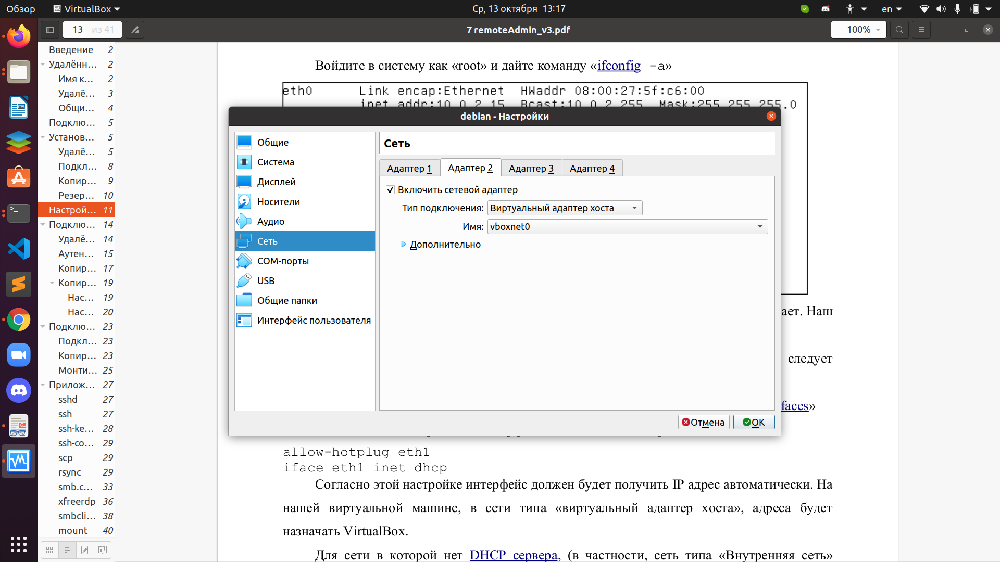 Обзор
VirtualBox
Ср, 13 октября 13:17
en
13 из 41
7 remoteAdmin_v3.pdf
100%
Введение 2
Удалённ... 2
Имя к... 2
Удалё... 3
Общи... 4
Подклю... 5
Установ... 5
Удалё... 5
Подкл... 8
Копир... 9
Резер... 10
Настрой... 11
Подклю... 14
Удалё... 14
Аутен... 15
Копир... 17
Копир... 19
Нас... 19
Нас... 20
Подклю... 23
Подкл... 23
Копир... 23
Монти... 25
Прилож... 27
sshd 27
ssh 27
ssh-ke... 28
ssh-co... 29
scp 29
rsync 29
smb.c... 33
xfreerdp 36
smbcli... 38
mount 40
Войдите в систему как «root» и дайте команду «ifconfig -a»
eth0 Link encap:Ethernet HWaddr 08:00:27:5f:c6:00
inet addr:10.0.2.15 Bcast:10.0.2.255 Mask:255.255.255.0
debian - Настройки
Общие
Система
Дисплей
Носители
Аудио
Сеть
COM-порты
USB
Общие папки
Интерфейс пользователя
Сеть
Адаптер 1
Адаптер 2
Адаптер 3
Адаптер 4
Включить сетевой адаптер
Тип подключения: Виртуальный адаптер хоста
Имя: vboxnet0
Дополнительно
Отмена
OK
ает. Наш
следует
faces»
allow-hotplug eth1
iface eth1 inet dhcp
Согласно этой настройке интерфейс должен будет получить IP адрес автоматически. На
нашей виртуальной машине, в сети типа «виртуальный адаптер хоста», адреса будет
назначать VirtualBox.
Для сети в которой нет DHCP сервера, (в частности, сеть типа «Внутренняя сеть»